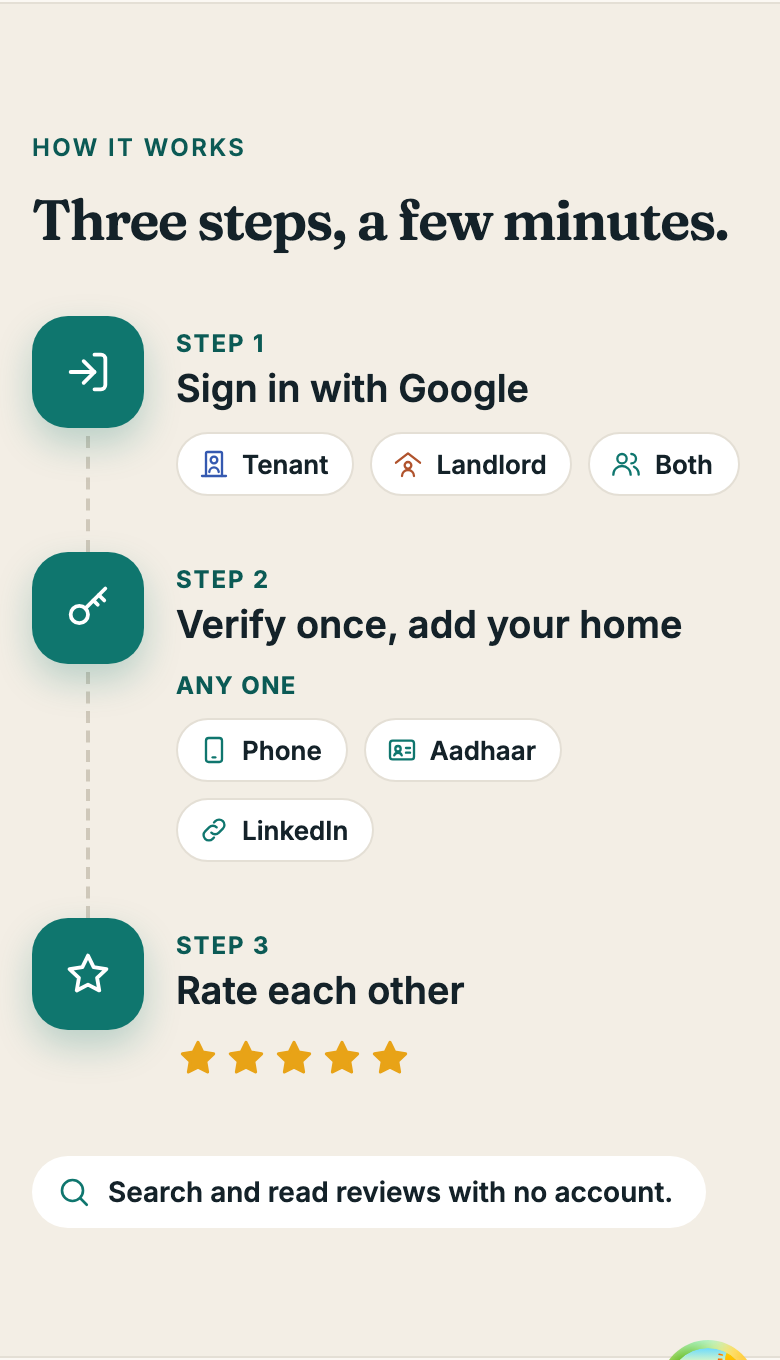 HOW IT WORKS
Three steps, a few minutes.
STEP 1
Sign in with Google
Tenant Landlord Both
STEP 2
Verify once, add your home
ANY ONE
Phone Aadhaar
LinkedIn
STEP 3
Rate each other
Search and read reviews with no account.